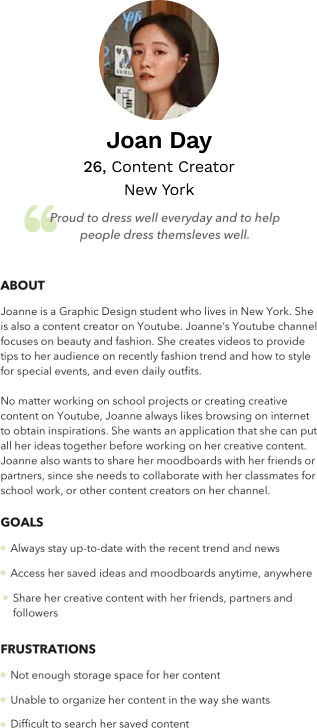 Joan Day
26, Content Creator
New York
Proud to dress well everyday and to help
people dress themsleves well.
ABOUT
Joanne is a Graphic Design student who lives in New York. She
is also a content creator on Youtube. Joanne's Youtube channel
focuses on beauty and fashion. She creates videos to provide
tips to her audience on recently fashion trend and how to style
for special events, and even daily outfits.
No matter working on school projects or creating creative
content on Youtube, Joanne always likes browsing on internet
to obtain inspirations. She wants an application that she can put
all her ideas together before working on her creative content.
Joanne also wants to share her moodboards with her friends or
partners, since she needs to collaborate with her classmates for
school work, or other content creators on her channel.
GOALS
Always stay up-to-date with the recent trend and news
Access her saved ideas and moodboards anytime, anywhere
Share her creative content with her friends, partners and
followers
FRUSTRATIONS
Not enough storage space for her content
Unable to organize her content in the way she wants
Difficult to search her saved content